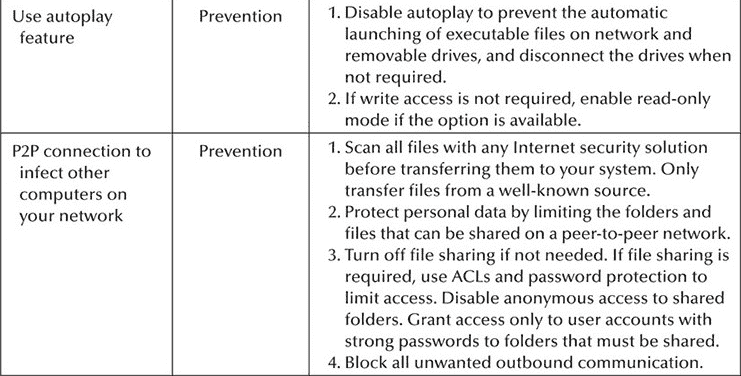 Use autoplay
feature
Prevention
1. Disable autoplay to prevent the automatic
launching of executable files on network and
removable drives, and disconnect the drives when
not required.
2. If write access is not required, enable read-only
mode if the option is available.
P2P connection to
infect other
computers on
your network
Prevention
1. Scan all files with any Internet security solution
before transferring them to your system. Only
transfer files from a well-known source.
2. Protect personal data by limiting the folders and
files that can be shared on a peer-to-peer network.
3. Turn off file sharing if not needed. If file sharing is
required, use ACLs and password protection to
limit access. Disable anonymous access to shared
folders. Grant access only to user accounts with
strong passwords to folders that must be shared.
4. Block all unwanted outbound communication.